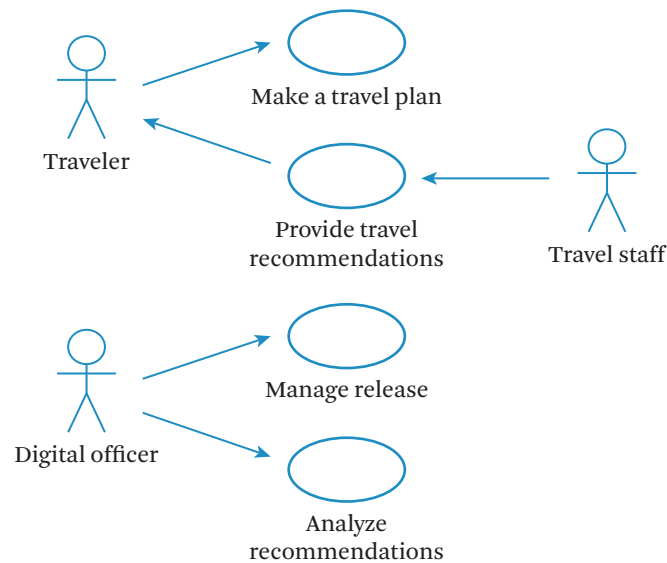 Make a travel plan
Traveler
Provide travel
recommendations
Travel staff
Manage release
Digital officer
Analyze
recommendations